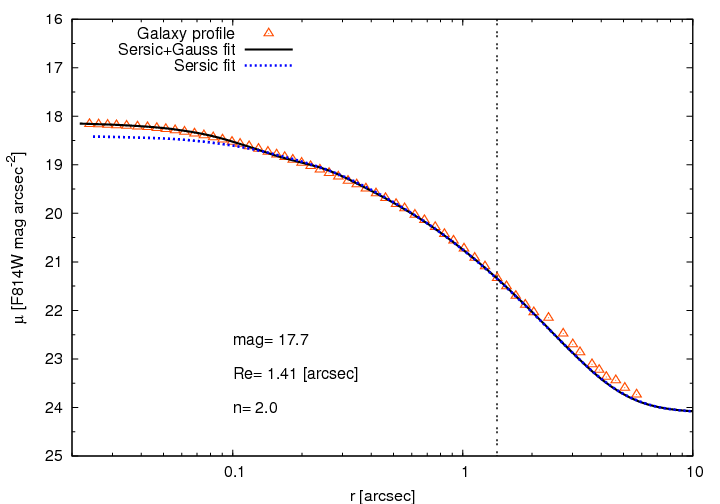 16
17
18
19
20
21
22
23
24
25
μ [F814W mag arcsec⁻²]
Galaxy profile
Sersic+Gauss fit
Sersic fit
mag= 17.7
Re= 1.41 [arcsec]
n= 2.0
0.1 1 10
r [arcsec]